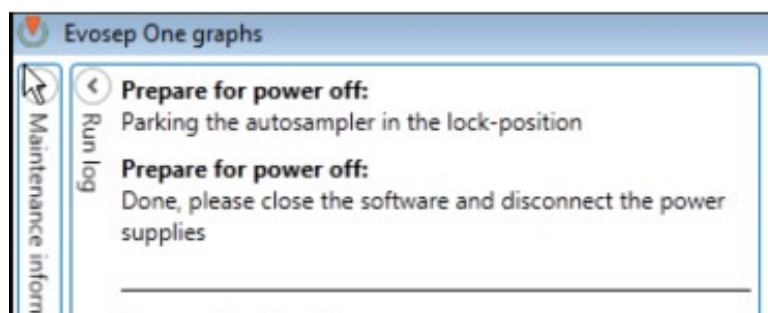 Evosep One graphs
Maintenance
Run log
Prepare for power off:
Parking the autosampler in the lock-position
Prepare for power off:
Done, please close the software and disconnect the power
supplies